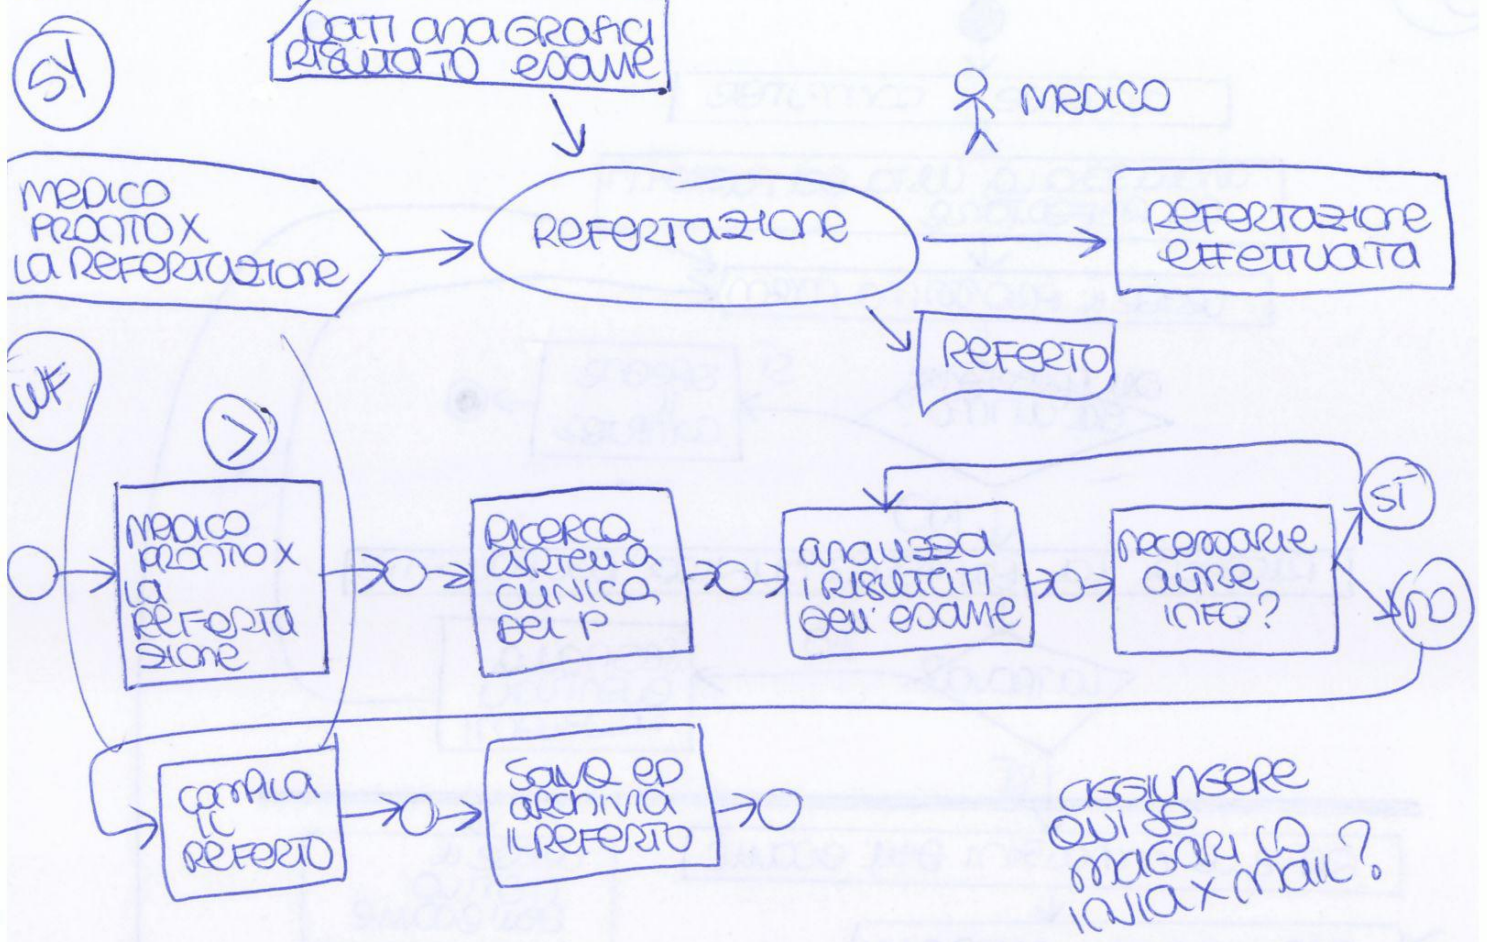 SY
DATI ANAGRAFICI
RISULTATO ESAME
MEDICO
MEDICO
PRONTO X
LA REFERTAZIONE
REFERTAZIONE
REFERTAZIONE
EFFETTUATA
REFERTO
WF
>
MEDICO
PRONTO X
LA
REFERTA
ZIONE
RICERCA
CARTELLA
CLINICA
DEL P
ANALIZZA
I RISULTATI
DELL'ESAME
NECESSARIE
ALTRE
INFO?
SÌ
NO
COMPILA
IL
REFERTO
SALVA ED
ARCHIVIA
IL REFERTO
AGGIUNGERE
QUI SE
MAGARI LO
INVIA X MAIL?